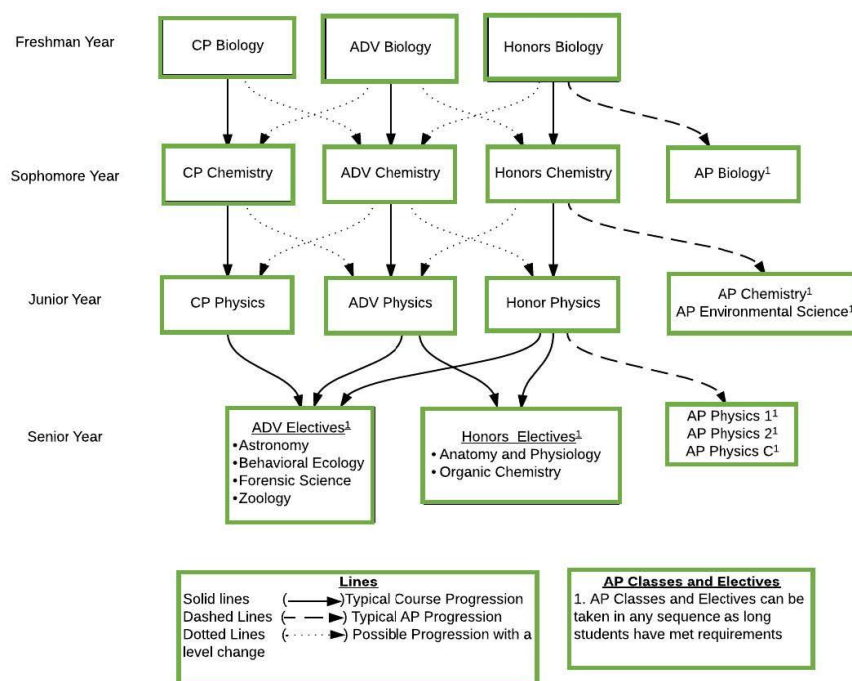 Freshman Year
CP Biology
ADV Biology
Honors Biology
Sophomore Year
CP Chemistry
ADV Chemistry
Honors Chemistry
AP Biology¹
Junior Year
CP Physics
ADV Physics
Honor Physics
AP Chemistry¹
AP Environmental Science¹
Senior Year
ADV Electives¹
•Astronomy
•Behavioral Ecology
•Forensic Science
•Zoology
Honors Electives¹
• Anatomy and Physiology
• Organic Chemistry
AP Physics 1¹
AP Physics 2¹
AP Physics C¹
Lines
Solid lines ( ) Typical Course Progression
Dashed Lines ( ) Typical AP Progression
Dotted Lines ( ) Possible Progression with a
level change
AP Classes and Electives
1. AP Classes and Electives can be
taken in any sequence as long
students have met requirements